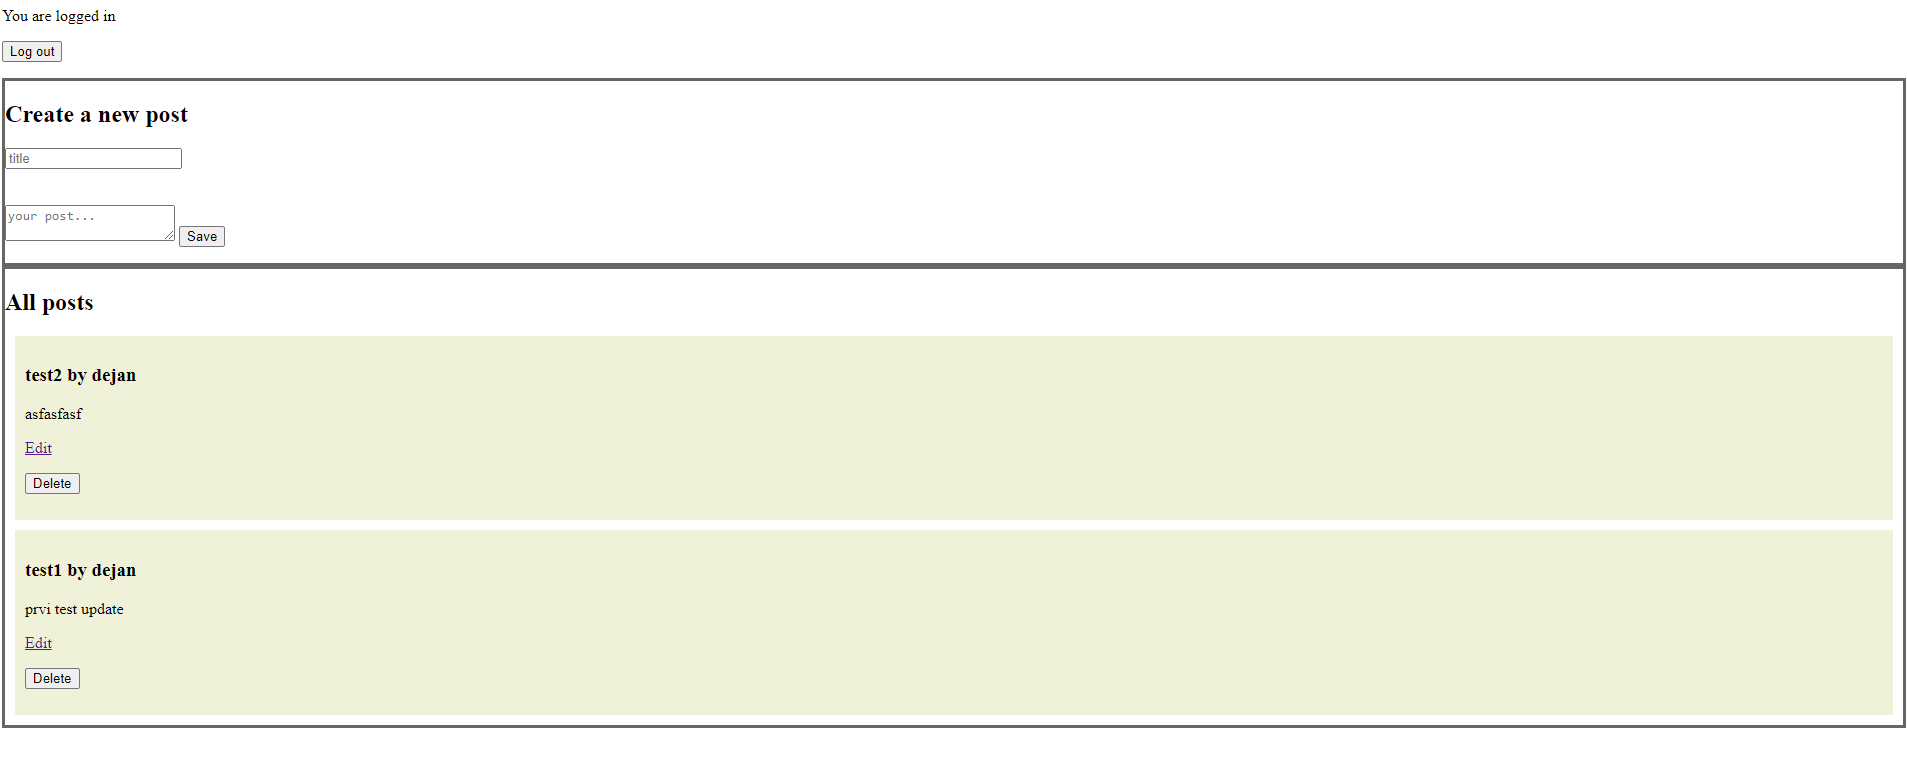 You are logged in
Log out
Create a new post
title
your post...
Save
All posts
test2 by dejan
asfasfasf
Edit
Delete
test1 by dejan
prvi test update
Edit
Delete